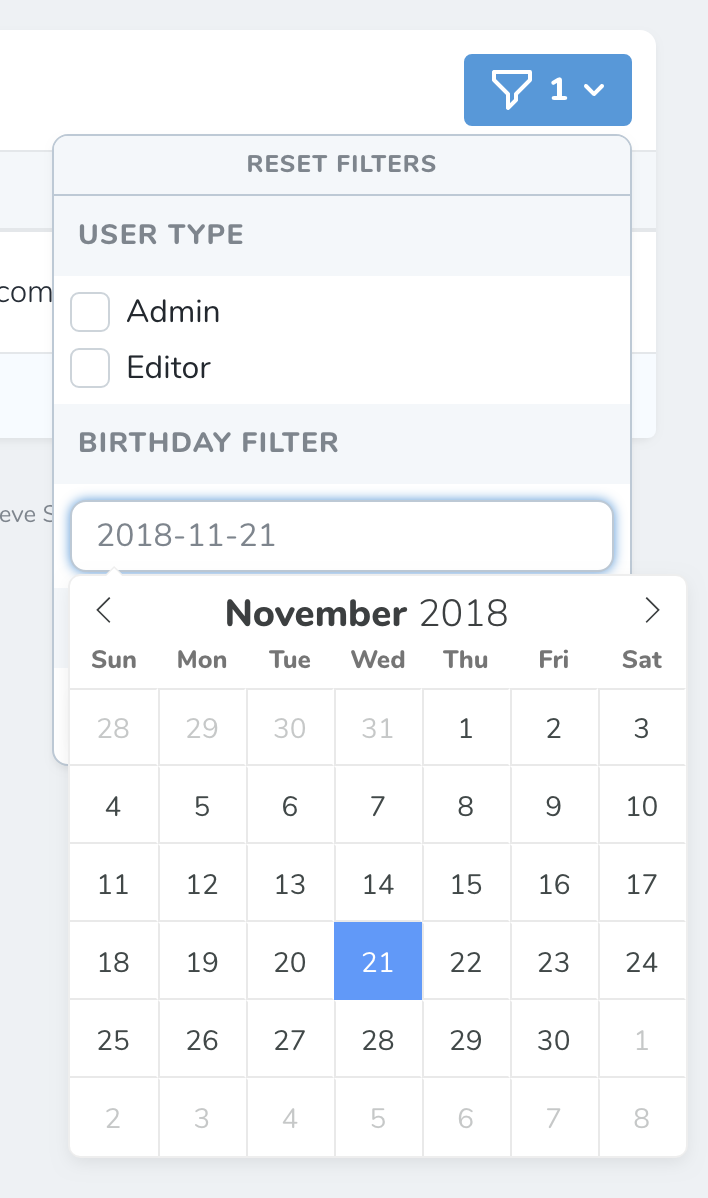 1
RESET FILTERS
USER TYPE
com
Admin
Editor
BIRTHDAY FILTER
eve S
2018-11-21
November 2018
Sun Mon Tue Wed Thu Fri Sat
28 29 30 31 1 2 3
4 5 6 7 8 9 10
11 12 13 14 15 16 17
18 19 20 21 22 23 24
25 26 27 28 29 30 1
2 3 4 5 6 7 8